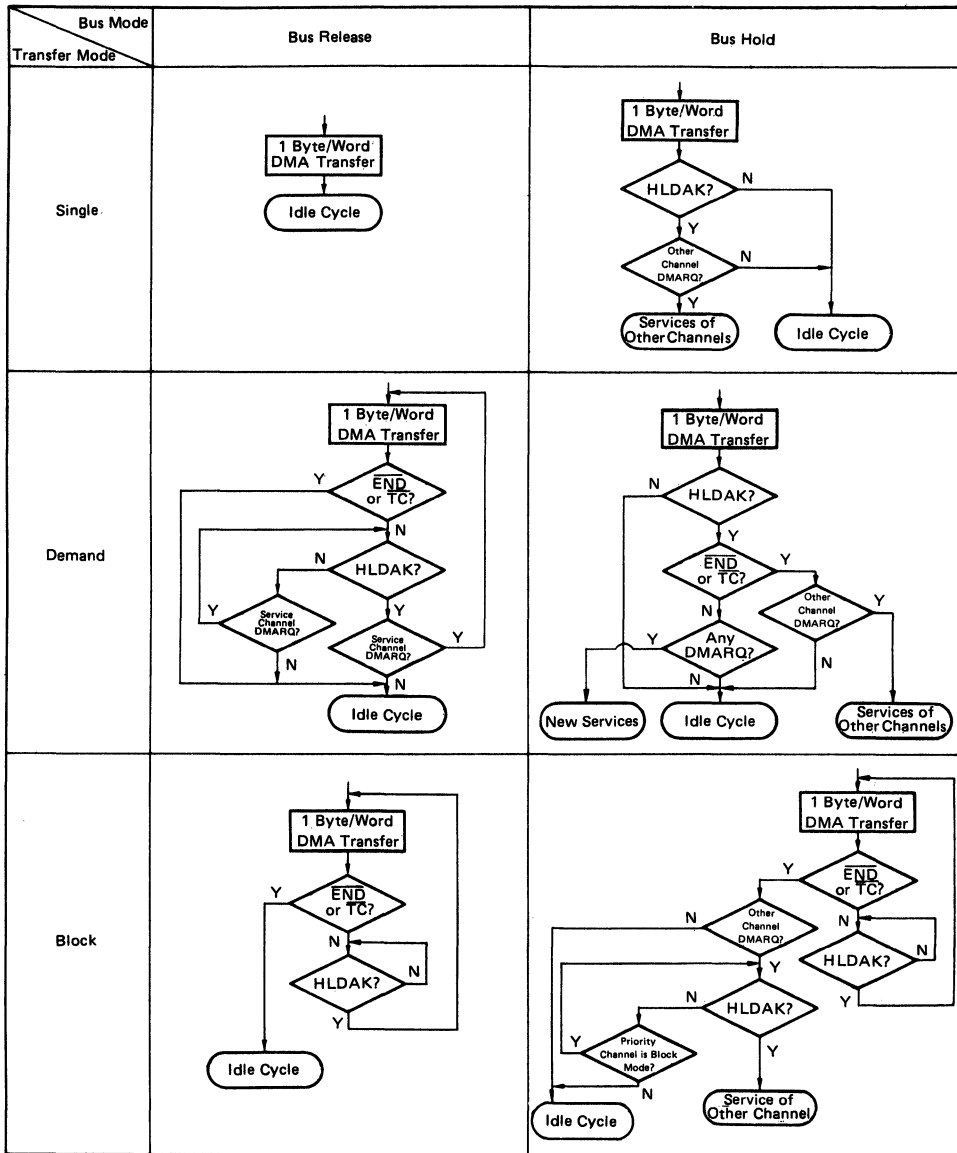 Bus Mode
Transfer Mode
Bus Release
Bus Hold
Single
1 Byte/Word
DMA Transfer
Idle Cycle
1 Byte/Word
DMA Transfer
HLDAK?
N
Y
Other
Channel
DMARQ?
N
Y
Services of
Other Channels
Idle Cycle
Demand
1 Byte/Word
DMA Transfer
Y
END
or TC?
N
N
HLDAK?
Y
Y
Service
Channel
DMARQ?
N
Service
Channel
DMARQ?
Y
N
Idle Cycle
1 Byte/Word
DMA Transfer
N
HLDAK?
Y
END
or TC?
Y
N
Other
Channel
DMARQ?
Y
N
Y
Any
DMARQ?
N
New Services
Idle Cycle
Services of
Other Channels
Block
1 Byte/Word
DMA Transfer
Y
END
or TC?
N
HLDAK?
N
Y
Idle Cycle
1 Byte/Word
DMA Transfer
Y
END
or TC?
N
HLDAK?
N
Y
N
Other
Channel
DMARQ?
Y
N
HLDAK?
Y
Y
Priority
Channel is Block
Mode?
N
Idle Cycle
Service of
Other Channel